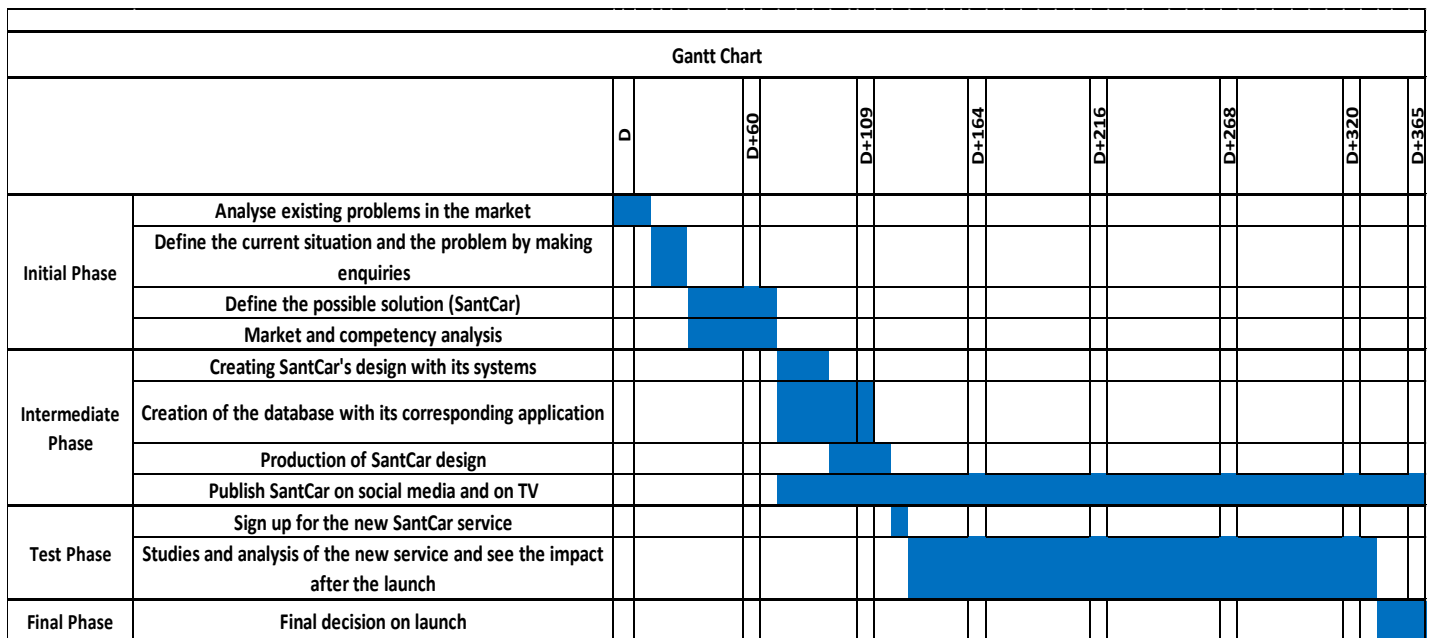 Gantt Chart
D
D+60
D+109
D+164
D+216
D+268
D+320
D+365
Initial Phase
Analyse existing problems in the market
Define the current situation and the problem by making
enquiries
Define the possible solution (SantCar)
Market and competency analysis
Intermediate
Phase
Creating SantCar's design with its systems
Creation of the database with its corresponding application
Production of SantCar design
Publish SantCar on social media and on TV
Test Phase
Sign up for the new SantCar service
Studies and analysis of the new service and see the impact
after the launch
Final Phase
Final decision on launch